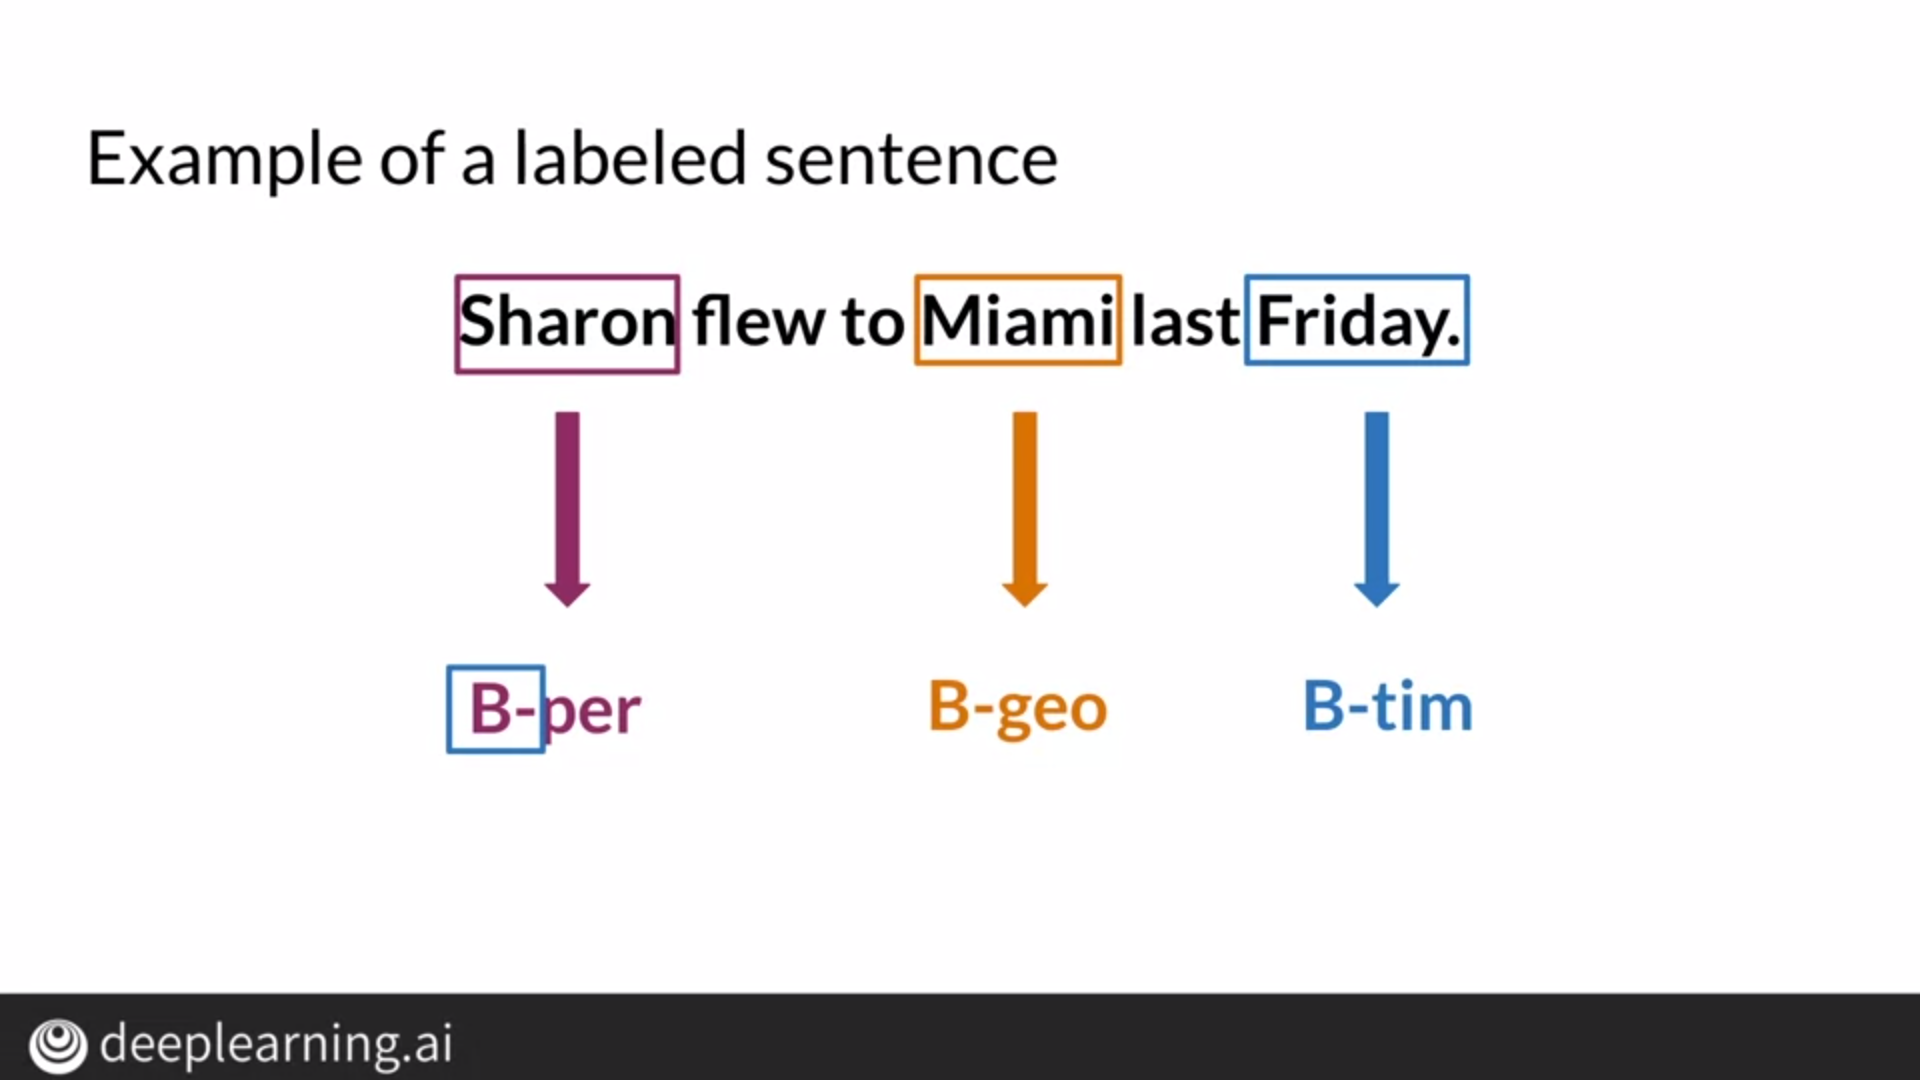 Example of a labeled sentence
Sharon flew to Miami last Friday.
B-per B-geo B-tim
deeplearning.ai